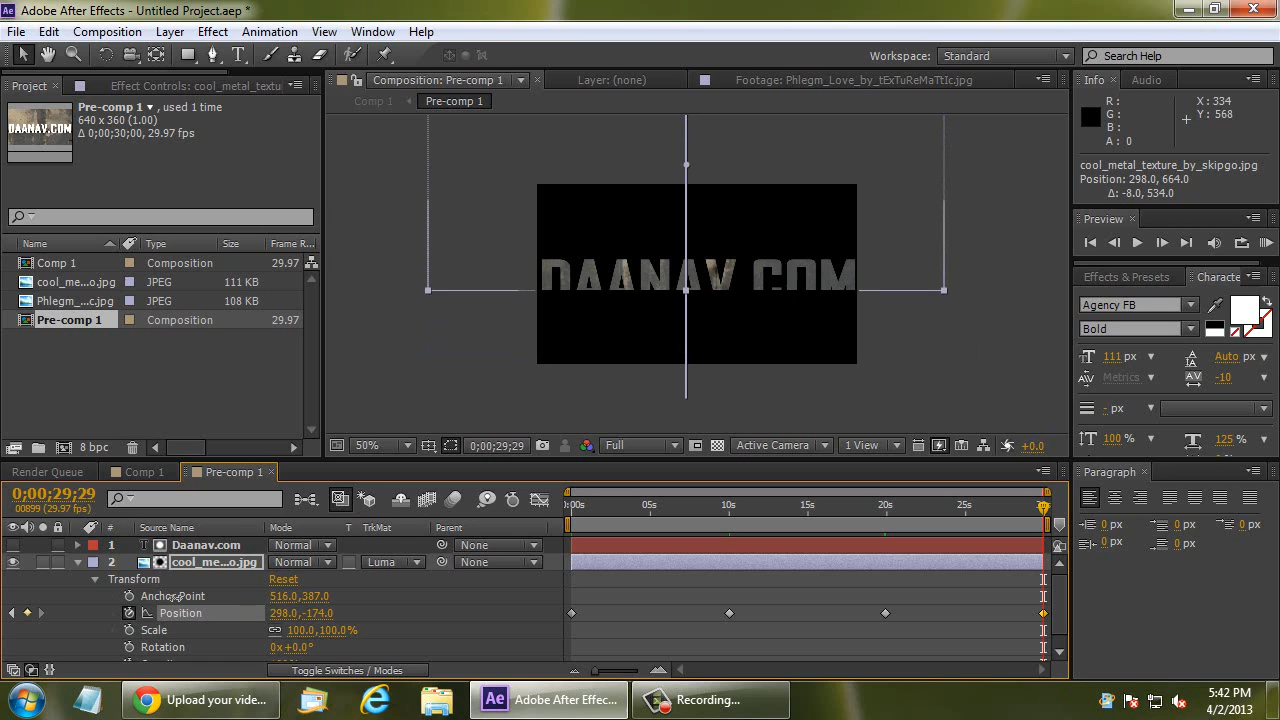 Adobe After Effects - Untitled Project.aep *
File Edit Composition Layer Effect Animation View Window Help
Workspace: Standard Search Help
Project Effect Controls: cool_metal_textu
Composition: Pre-comp 1 Layer: (none) Footage: Phlegm_Love_by_tExTuReMaTtIc.jpg
Info Audio
Comp 1 Pre-comp 1
Pre-comp 1 , used 1 time
640 x 360 (1.00)
Δ 0;00;30;00, 29.97 fps
DAANAV.COM
R :
G :
B :
A : 0
X : 334
Y : 568
cool_metal_texture_by_skipgo.jpg
Position: 298.0, 664.0
Δ: -8.0, 534.0
Preview
Name Type Size Frame R...
Comp 1 Composition 29.97
cool_me...o.jpg JPEG 111 KB
Phlegm_...c.jpg JPEG 108 KB
Pre-comp 1 Composition 29.97
DAANAV.COM
Effects & Presets Characte
Agency FB
Bold
111 px Auto px
Metrics -10
- px
100 % 125 %
8 bpc
50% 0;00;29;29 Full Active Camera 1 View +0.0
Render Queue Comp 1 Pre-comp 1
Paragraph
0;00;29;29
00899 (29.97 fps)
:00s 05s 10s 15s 20s 25s
# Source Name Mode T TrkMat Parent
1 T Daanav.com Normal None
2 cool_me...o.jpg Normal Luma None
Transform Reset
Anchor Point 516.0,387.0
Position 298.0,-174.0
Scale 100.0,100.0%
Rotation 0x+0.0°
Toggle Switches / Modes
0 px 0 px 0 px
0 px 0 px
Upload your vide... Adobe After Effec... Recording...
5:42 PM
4/2/2013